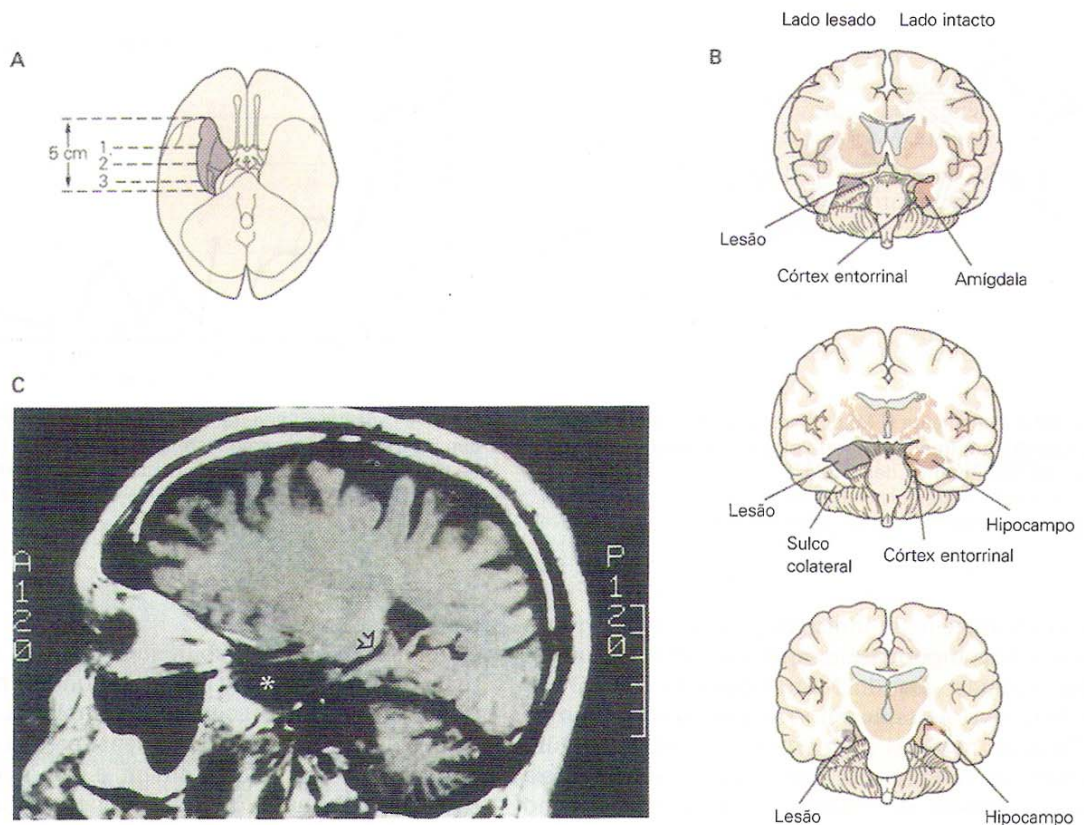 A
5 cm
1
2
3
Lado lesado Lado intacto
B
Lesão
Córtex entorrinal
Amígdala
Lesão
Sulco
colateral
Córtex entorrinal
Hipocampo
Lesão
Hipocampo
C
A
1
2
0
P
1
2
0
*